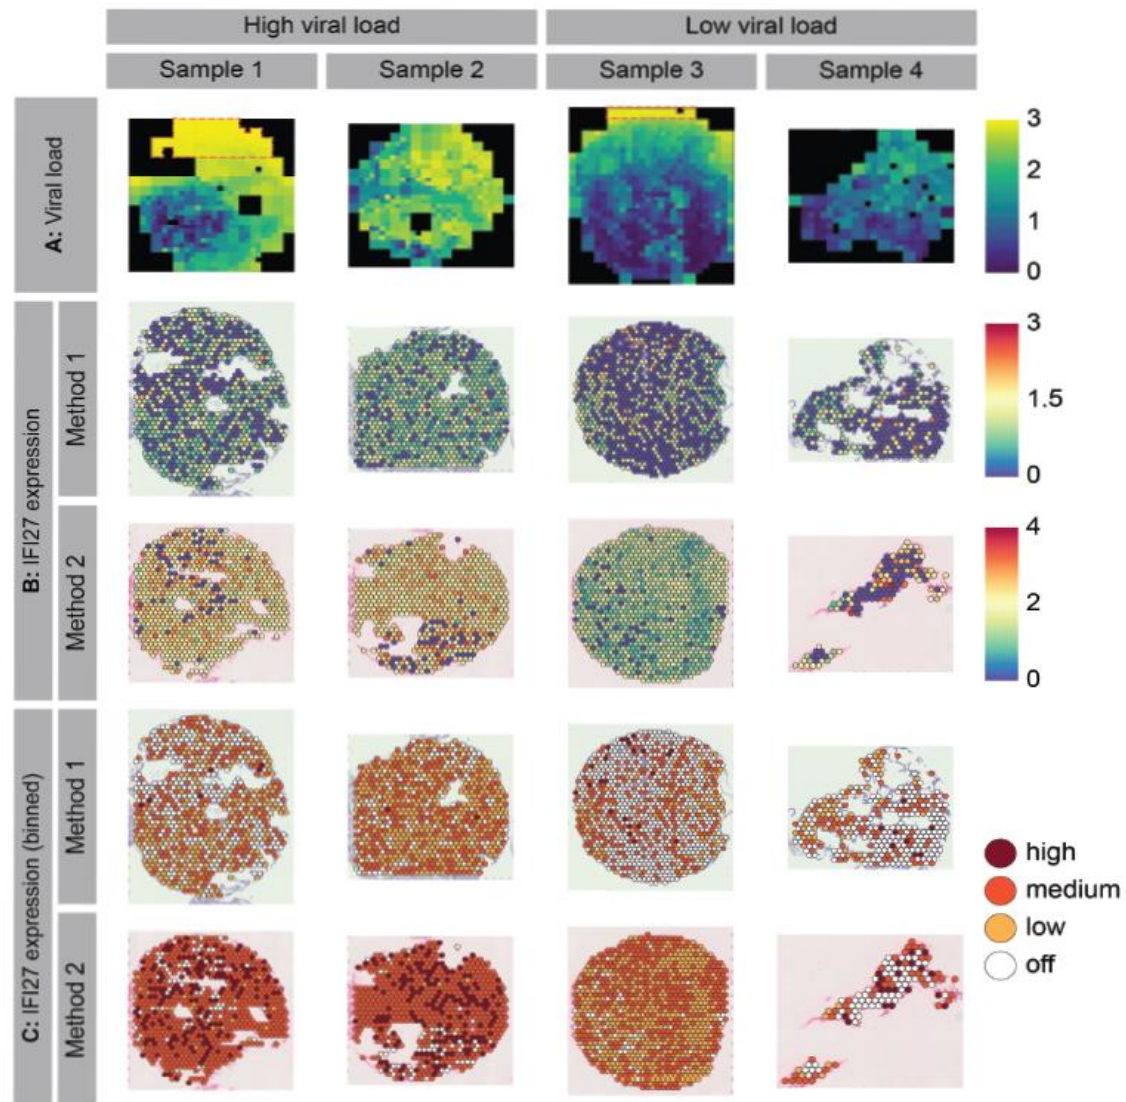 High viral load
Low viral load
Sample 1
Sample 2
Sample 3
Sample 4
A: Viral load
3
2
1
0
B: IFI27 expression
Method 1
3
1.5
0
Method 2
4
2
0
C: IFI27 expression (binned)
Method 1
high
medium
low
off
Method 2